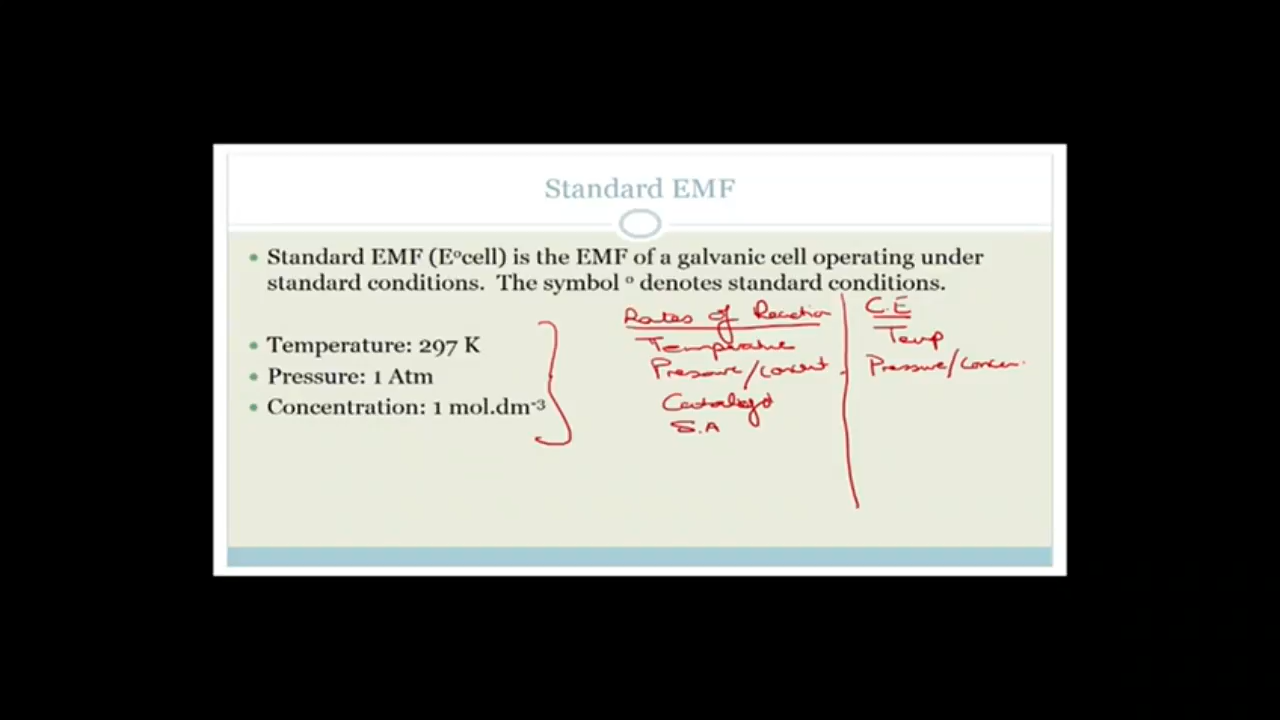 Standard EMF
• Standard EMF (Eºcell) is the EMF of a galvanic cell operating under
standard conditions. The symbol º denotes standard conditions.
• Temperature: 297 K
• Pressure: 1 Atm
• Concentration: 1 mol.dm⁻³
Rates of Reaction
Temperature
Pressure/concent.
Catalyst
S.A
C.E
Temp
Pressure/concen.